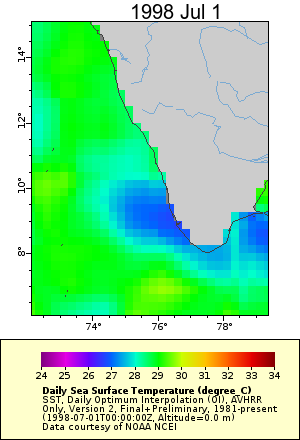 1998 Jul 1
14°
12°
10°
8°
74° 76° 78°
24 25 26 27 28 29 30 31 32 33 34
Daily Sea Surface Temperature (degree_C)
SST, Daily Optimum Interpolation (OI), AVHRR
Only, Version 2, Final+Preliminary, 1981-present
(1998-07-01T00:00:00Z, Altitude=0.0 m)
Data courtesy of NOAA NCEI